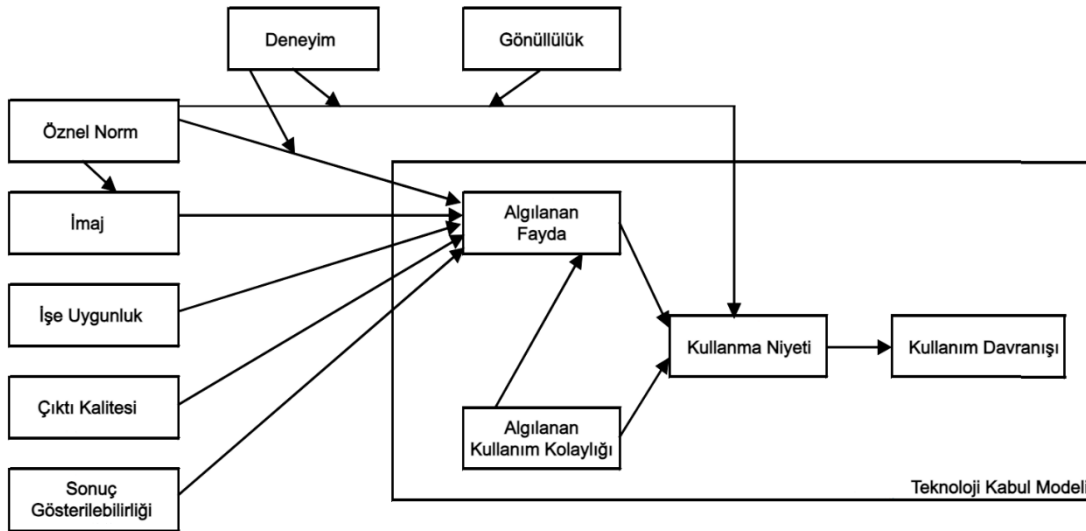 Deneyim
Gönüllülük
Öznel Norm
İmaj
Algılanan
Fayda
İşe Uygunluk
Kullanma Niyeti
Kullanım Davranışı
Çıktı Kalitesi
Algılanan
Kullanım Kolaylığı
Sonuç
Gösterilebilirliği
Teknoloji Kabul Modeli